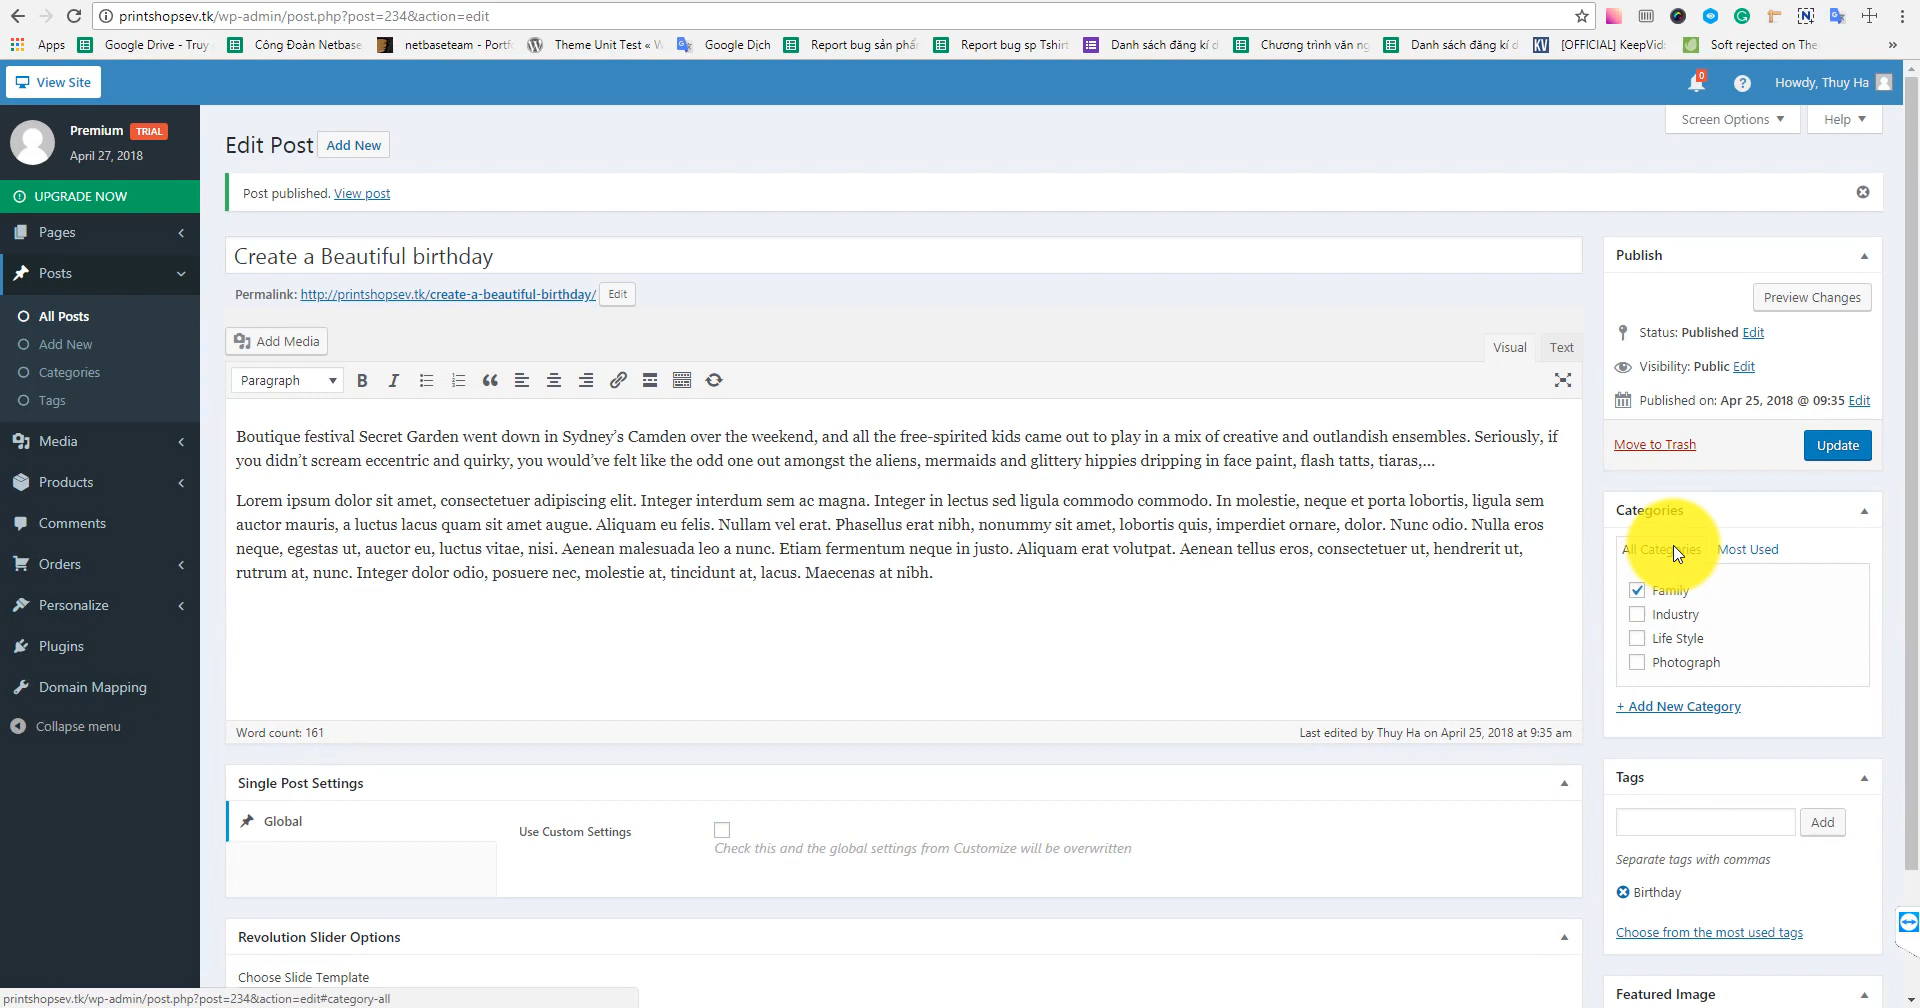 printshopsev.tk/wp-admin/post.php?post=234&action=edit
Apps
Google Drive - Truy
Công Đoàn Netbase
netbaseteam - Portf
Theme Unit Test « W
Google Dịch
Report bug sản phẩ
Report bug sp Tshirt
Danh sách đăng kí d
Chương trình văn ng
Danh sách đăng kí d
[OFFICIAL] KeepVid:
Soft rejected on The
»
View Site
0
Howdy, Thuy Ha
Premium TRIAL
April 27, 2018
UPGRADE NOW
Pages
Posts
All Posts
Add New
Categories
Tags
Media
Products
Comments
Orders
Personalize
Plugins
Domain Mapping
Collapse menu
Screen Options
Help
Edit Post Add New
Post published. View post
Create a Beautiful birthday
Permalink: http://printshopsev.tk/create-a-beautiful-birthday/ Edit
Add Media
Visual Text
Paragraph
Boutique festival Secret Garden went down in Sydney’s Camden over the weekend, and all the free-spirited kids came out to play in a mix of creative and outlandish ensembles. Seriously, if
you didn’t scream eccentric and quirky, you would’ve felt like the odd one out amongst the aliens, mermaids and glittery hippies dripping in face paint, flash tatts, tiaras,…
Lorem ipsum dolor sit amet, consectetuer adipiscing elit. Integer interdum sem ac magna. Integer in lectus sed ligula commodo commodo. In molestie, neque et porta lobortis, ligula sem
auctor mauris, a luctus lacus quam sit amet augue. Aliquam eu felis. Nullam vel erat. Phasellus erat nibh, nonummy sit amet, lobortis quis, imperdiet ornare, dolor. Nunc odio. Nulla eros
neque, egestas ut, auctor eu, luctus vitae, nisi. Aenean malesuada leo a nunc. Etiam fermentum neque in justo. Aliquam erat volutpat. Aenean tellus eros, consectetuer ut, hendrerit ut,
rutrum at, nunc. Integer dolor odio, posuere nec, molestie at, tincidunt at, lacus. Maecenas at nibh.
Word count: 161
Last edited by Thuy Ha on April 25, 2018 at 9:35 am
Single Post Settings
Global
Use Custom Settings
Check this and the global settings from Customize will be overwritten
Revolution Slider Options
Choose Slide Template
Publish
Preview Changes
Status: Published Edit
Visibility: Public Edit
Published on: Apr 25, 2018 @ 09:35 Edit
Move to Trash
Update
Categories
All Categories
Most Used
Family
Industry
Life Style
Photograph
+ Add New Category
Tags
Add
Separate tags with commas
Birthday
Choose from the most used tags
Featured Image
printshopsev.tk/wp-admin/post.php?post=234&action=edit#category-all